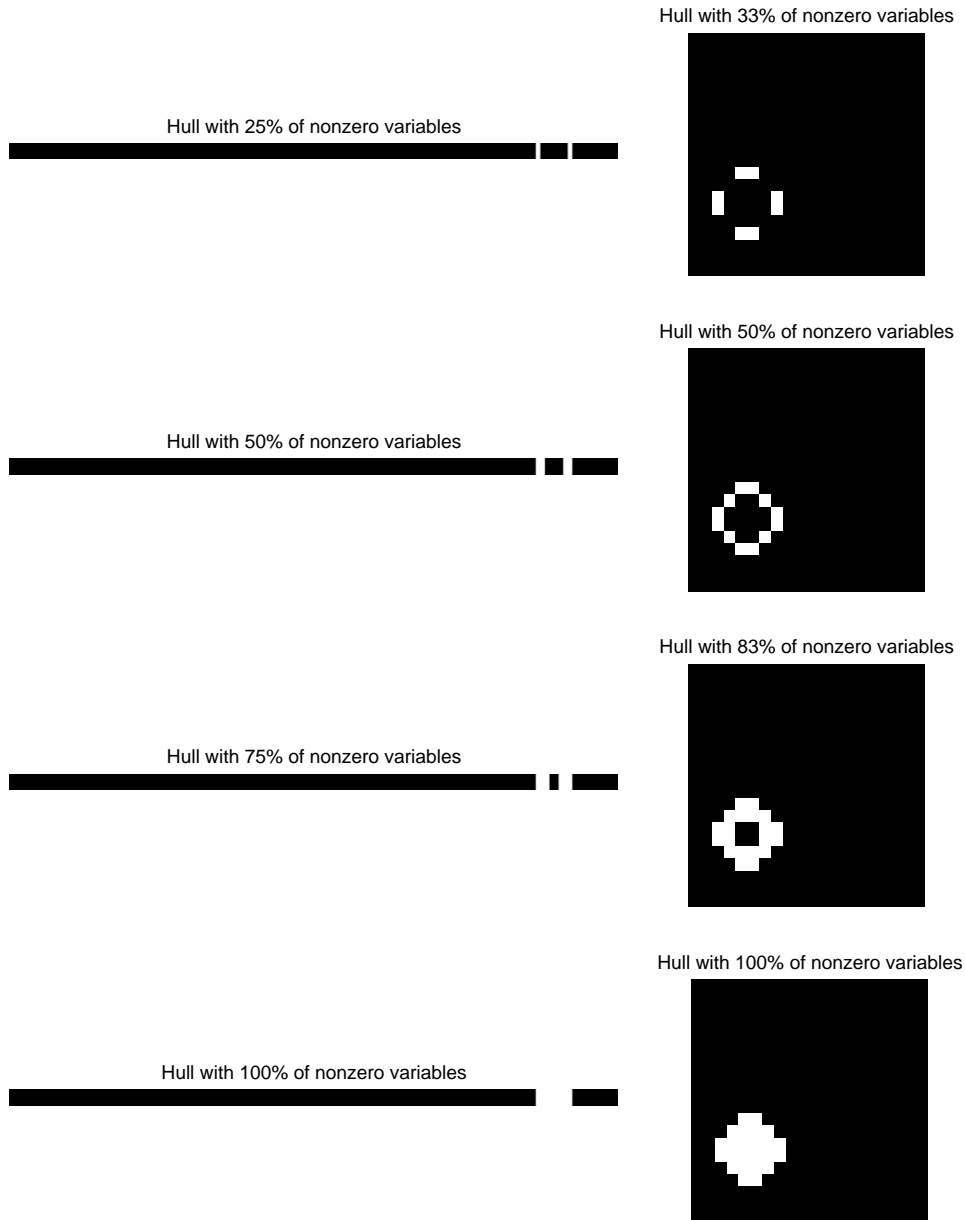 Hull with 33% of nonzero variables
Hull with 25% of nonzero variables
Hull with 50% of nonzero variables
Hull with 50% of nonzero variables
Hull with 83% of nonzero variables
Hull with 75% of nonzero variables
Hull with 100% of nonzero variables
Hull with 100% of nonzero variables